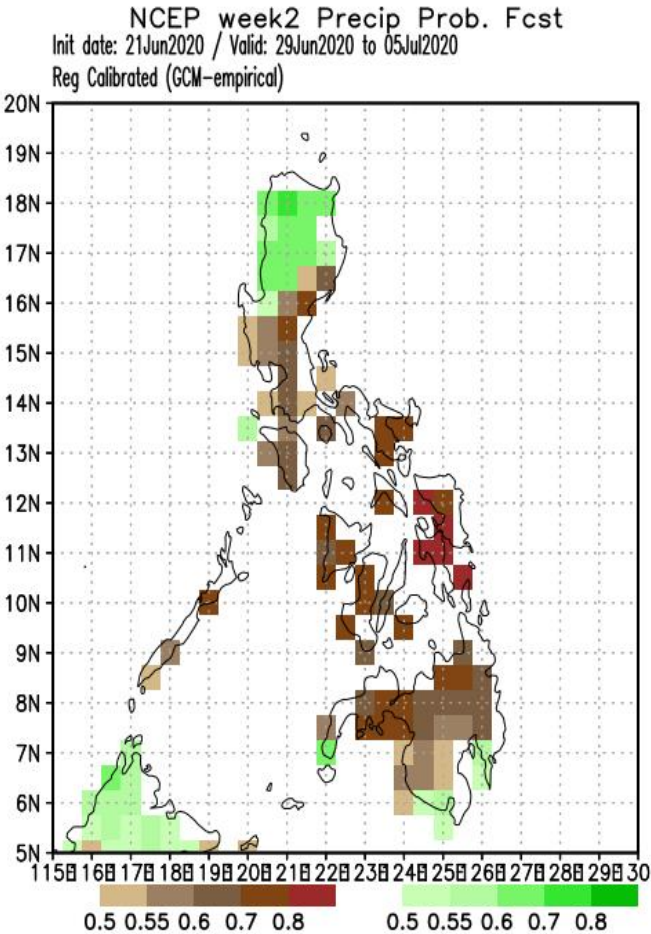 NCEP week2 Precip Prob. Fcst
Init date: 21Jun2020 / Valid: 29Jun2020 to 05Jul2020
Reg Calibrated (GCM-empirical)
20N
19N
18N
17N
16N
15N
14N
13N
12N
11N
10N
9N
8N
7N
6N
5N
115E 116E 117E 118E 119E 120E 121E 122E 123E 124E 125E 126E 127E 128E 129E 130
0.5 0.55 0.6 0.7 0.8 0.5 0.55 0.6 0.7 0.8